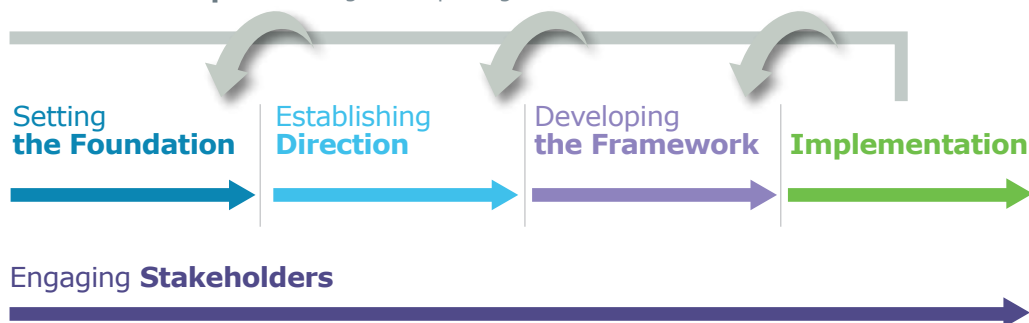 Setting
the Foundation
Establishing
Direction
Developing
the Framework
Implementation
Engaging Stakeholders